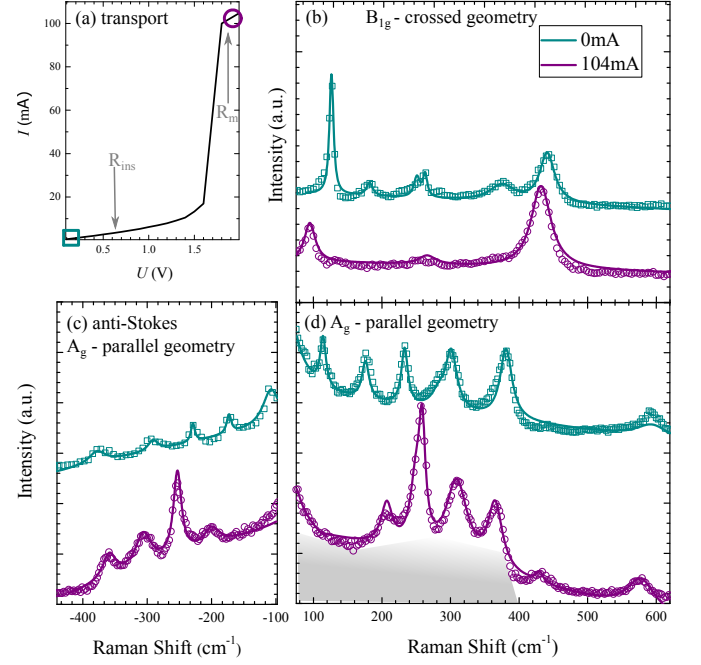 (a) transport
I (mA)
100
80
60
40
20
R_m
R_ins
0.5 1.0 1.5
U (V)
(b) B_1g - crossed geometry
0mA
104mA
Intensity (a.u.)
(c) anti-Stokes
A_g - parallel geometry
Intensity (a.u.)
-400 -300 -200 -100
Raman Shift (cm⁻¹)
(d) A_g - parallel geometry
100 200 300 400 500 600
Raman Shift (cm⁻¹)